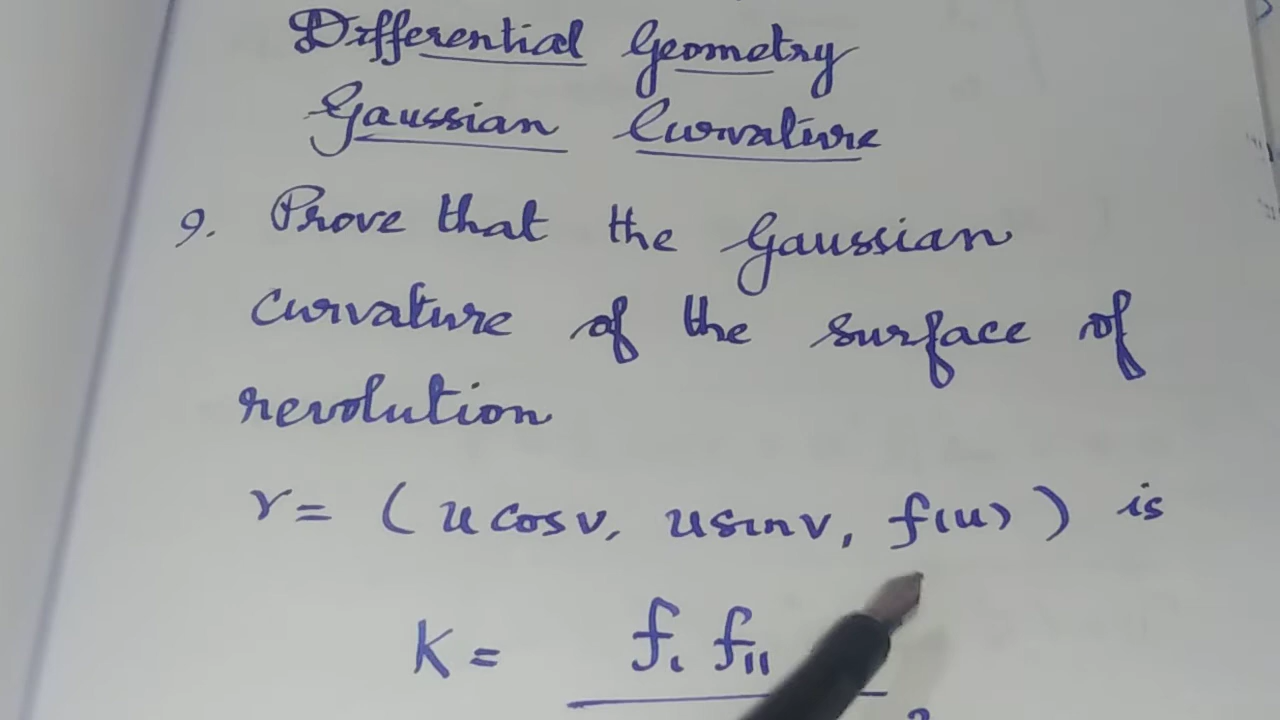 Differential Geometry
Gaussian Curvature
9. Prove that the Gaussian
curvature of the surface of
revolution
r = ( u cos v, u sin v, f(u) ) is
K = f₁ f₁₁